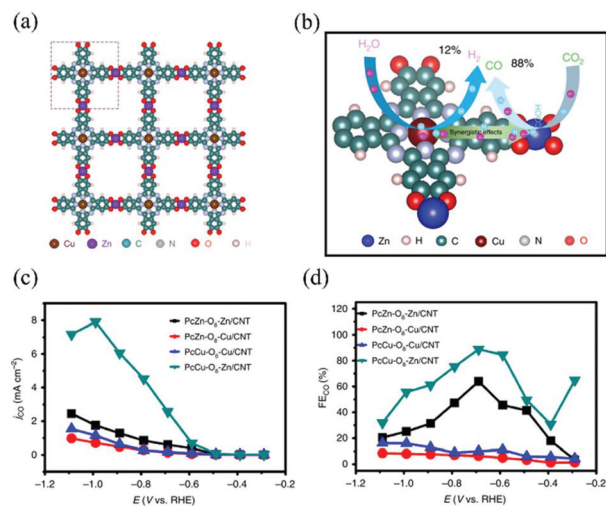 (a)
Cu Zn C N O H
(b)
H₂O
12%
H₂
CO
88%
CO₂
OH
Synergistic effects
Zn H C Cu N O
(c)
8
6
4
2
0
jCO (mA cm⁻²)
PcZn-O₈-Zn/CNT
PcZn-O₈-Cu/CNT
PcCu-O₈-Cu/CNT
PcCu-O₈-Zn/CNT
−1.2 −1.0 −0.8 −0.6 −0.4 −0.2
E (V vs. RHE)
(d)
120
100
80
60
40
20
0
FECO (%)
PcZn-O₈-Zn/CNT
PcZn-O₈-Cu/CNT
PcCu-O₈-Cu/CNT
PcCu-O₈-Zn/CNT
−1.2 −1.0 −0.8 −0.6 −0.4 −0.2
E (V vs. RHE)